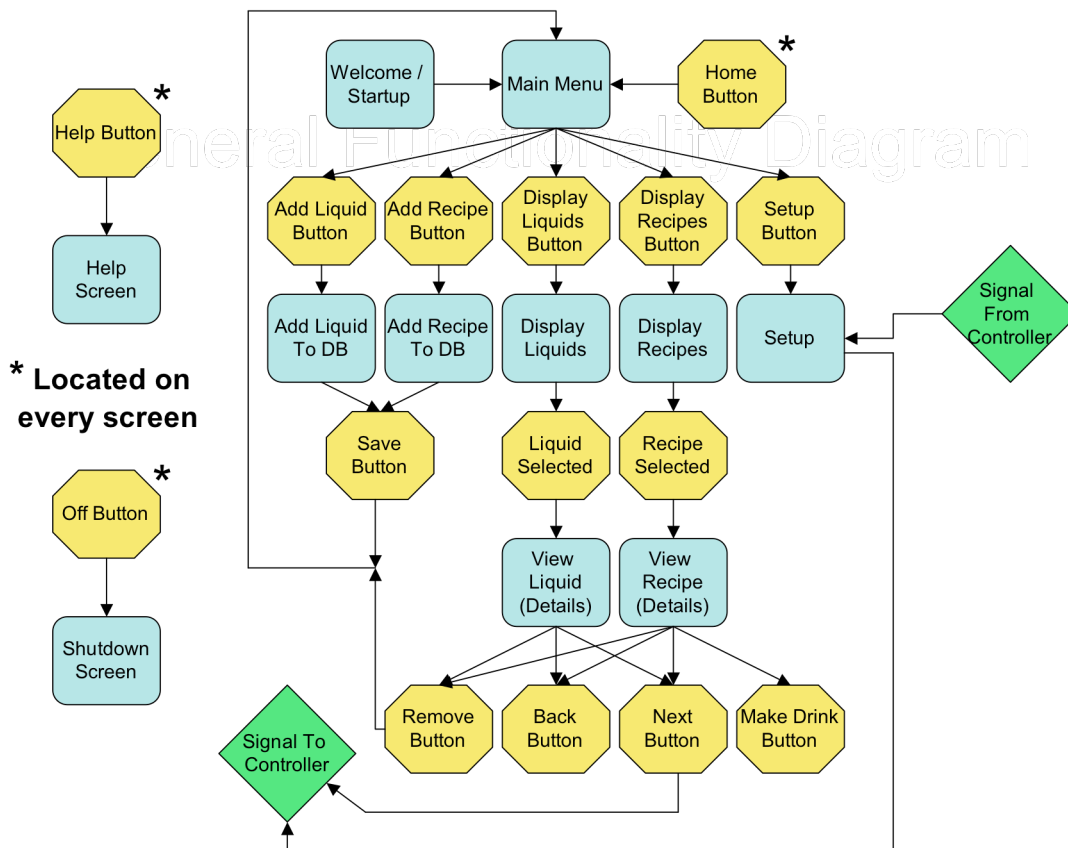 Welcome /
Startup
Main Menu
*
Home
Button
*
Help Button
neral Functionality Diagram
Add Liquid
Button
Add Recipe
Button
Display
Liquids
Button
Display
Recipes
Button
Setup
Button
Help
Screen
Signal
From
Controller
Add Liquid
To DB
Add Recipe
To DB
Display
Liquids
Display
Recipes
Setup
* Located on
every screen
Save
Button
Liquid
Selected
Recipe
Selected
*
Off Button
View
Liquid
(Details)
View
Recipe
(Details)
Shutdown
Screen
Remove
Button
Back
Button
Next
Button
Make Drink
Button
Signal To
Controller